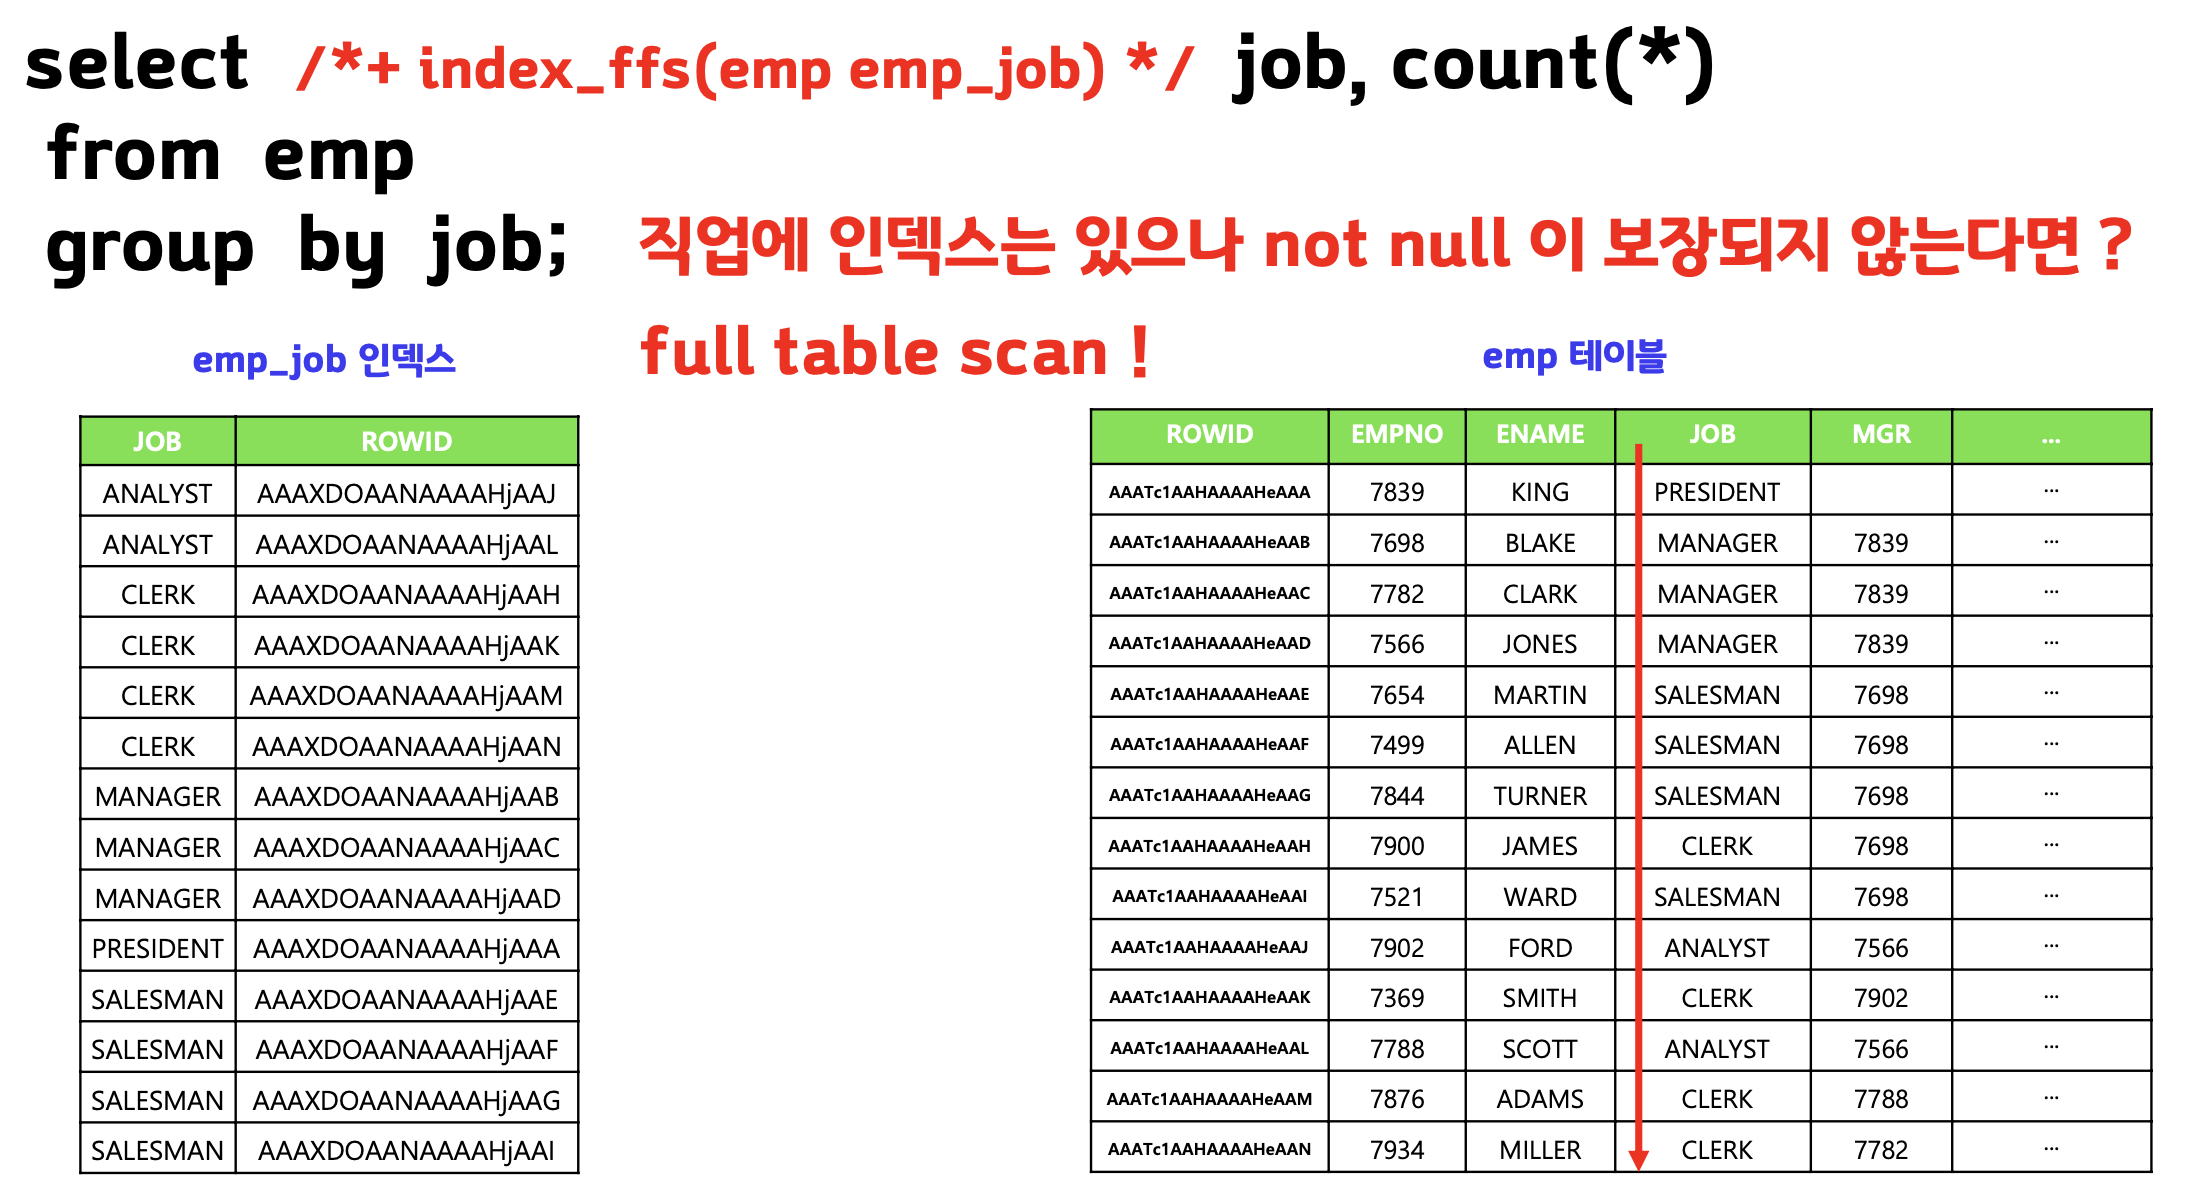 select /*+ index_ffs(emp emp_job) */ job, count(*)
from emp
group by job; 직업에 인덱스는 있으나 not null 이 보장되지 않는다면 ?
full table scan !
emp_job 인덱스
JOB ROWID
ANALYST AAAXDOAANAAAAHjAAJ
ANALYST AAAXDOAANAAAAHjAAL
CLERK AAAXDOAANAAAAHjAAH
CLERK AAAXDOAANAAAAHjAAK
CLERK AAAXDOAANAAAAHjAAM
CLERK AAAXDOAANAAAAHjAAN
MANAGER AAAXDOAANAAAAHjAAB
MANAGER AAAXDOAANAAAAHjAAC
MANAGER AAAXDOAANAAAAHjAAD
PRESIDENT AAAXDOAANAAAAHjAAA
SALESMAN AAAXDOAANAAAAHjAAE
SALESMAN AAAXDOAANAAAAHjAAF
SALESMAN AAAXDOAANAAAAHjAAG
SALESMAN AAAXDOAANAAAAHjAAI
emp 테이블
ROWID EMPNO ENAME JOB MGR ...
AAATc1AAHAAAAHeAAA 7839 KING PRESIDENT ...
AAATc1AAHAAAAHeAAB 7698 BLAKE MANAGER 7839 ...
AAATc1AAHAAAAHeAAC 7782 CLARK MANAGER 7839 ...
AAATc1AAHAAAAHeAAD 7566 JONES MANAGER 7839 ...
AAATc1AAHAAAAHeAAE 7654 MARTIN SALESMAN 7698 ...
AAATc1AAHAAAAHeAAF 7499 ALLEN SALESMAN 7698 ...
AAATc1AAHAAAAHeAAG 7844 TURNER SALESMAN 7698 ...
AAATc1AAHAAAAHeAAH 7900 JAMES CLERK 7698 ...
AAATc1AAHAAAAHeAAI 7521 WARD SALESMAN 7698 ...
AAATc1AAHAAAAHeAAJ 7902 FORD ANALYST 7566 ...
AAATc1AAHAAAAHeAAK 7369 SMITH CLERK 7902 ...
AAATc1AAHAAAAHeAAL 7788 SCOTT ANALYST 7566 ...
AAATc1AAHAAAAHeAAM 7876 ADAMS CLERK 7788 ...
AAATc1AAHAAAAHeAAN 7934 MILLER CLERK 7782 ...